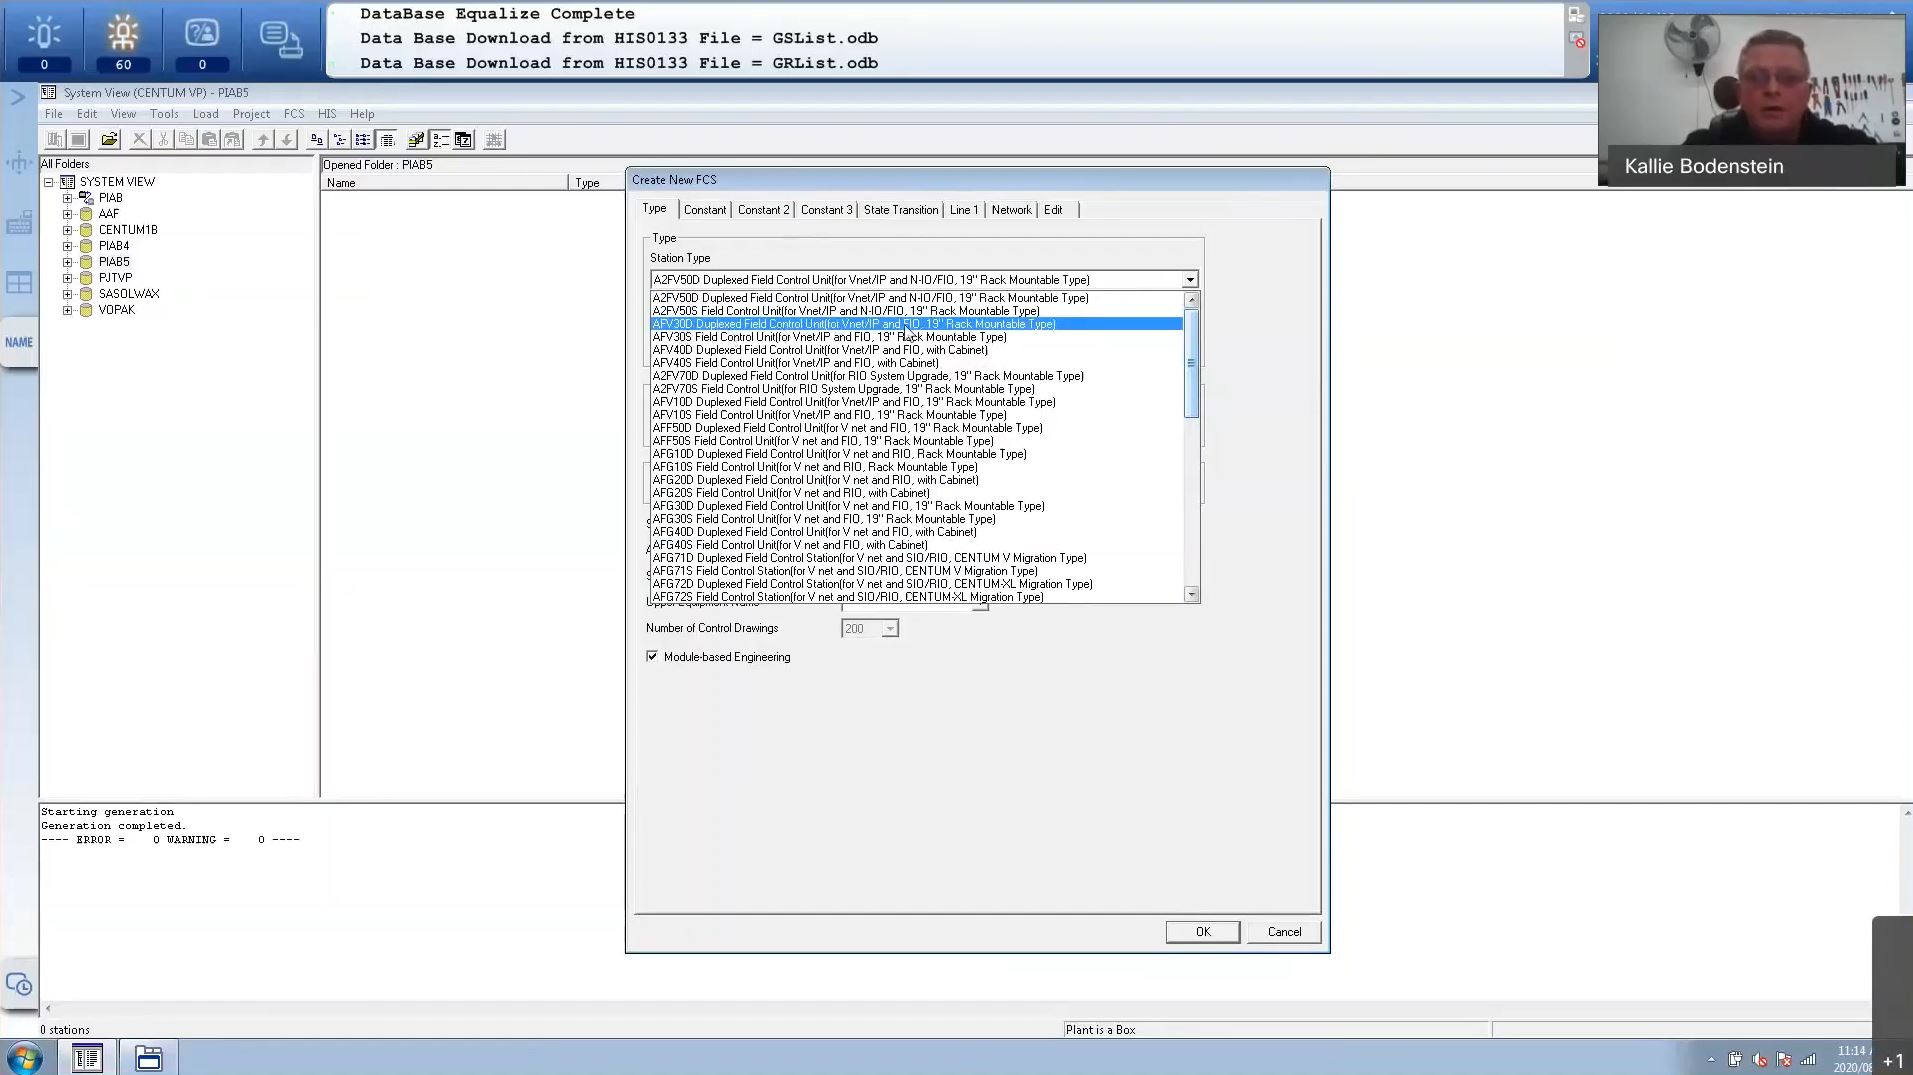 DataBase Equalize Complete
Data Base Download from HIS0133 File = GSList.odb
Data Base Download from HIS0133 File = GRList.odb
0
60
0
Kallie Bodenstein
System View (CENTUM VP) - PIAB5
File Edit View Tools Load Project FCS HIS Help
All Folders
SYSTEM VIEW
PIAB
AAF
CENTUM1B
PIAB4
PIAB5
PJTVP
SASOLWAX
VOPAK
NAME
Opened Folder : PIAB5
Name Type
Create New FCS
Type Constant Constant 2 Constant 3 State Transition Line 1 Network Edit
Type
Station Type
A2FV50D Duplexed Field Control Unit(for Vnet/IP and N-IO/FIO, 19" Rack Mountable Type)
A2FV50D Duplexed Field Control Unit(for Vnet/IP and N-IO/FIO, 19" Rack Mountable Type)
A2FV50S Field Control Unit(for Vnet/IP and N-IO/FIO, 19" Rack Mountable Type)
AFV30D Duplexed Field Control Unit(for Vnet/IP and FIO, 19" Rack Mountable Type)
AFV30S Field Control Unit(for Vnet/IP and FIO, 19" Rack Mountable Type)
AFV40D Duplexed Field Control Unit(for Vnet/IP and FIO, with Cabinet)
AFV40S Field Control Unit(for Vnet/IP and FIO, with Cabinet)
A2FV70D Duplexed Field Control Unit(for RIO System Upgrade, 19" Rack Mountable Type)
A2FV70S Field Control Unit(for RIO System Upgrade, 19" Rack Mountable Type)
AFV10D Duplexed Field Control Unit(for Vnet/IP and FIO, 19" Rack Mountable Type)
AFV10S Field Control Unit(for Vnet/IP and FIO, 19" Rack Mountable Type)
AFF50D Duplexed Field Control Unit(for V net and FIO, 19" Rack Mountable Type)
AFF50S Field Control Unit(for V net and FIO, 19" Rack Mountable Type)
AFG10D Duplexed Field Control Unit(for V net and RIO, Rack Mountable Type)
AFG10S Field Control Unit(for V net and RIO, Rack Mountable Type)
AFG20D Duplexed Field Control Unit(for V net and RIO, with Cabinet)
AFG20S Field Control Unit(for V net and RIO, with Cabinet)
AFG30D Duplexed Field Control Unit(for V net and FIO, 19" Rack Mountable Type)
AFG30S Field Control Unit(for V net and FIO, 19" Rack Mountable Type)
AFG40D Duplexed Field Control Unit(for V net and FIO, with Cabinet)
AFG40S Field Control Unit(for V net and FIO, with Cabinet)
AFG71D Duplexed Field Control Station(for V net and SIO/RIO, CENTUM V Migration Type)
AFG71S Field Control Station(for V net and SIO/RIO, CENTUM V Migration Type)
AFG72D Duplexed Field Control Station(for V net and SIO/RIO, CENTUM-XL Migration Type)
AFG72S Field Control Station(for V net and SIO/RIO, CENTUM-XL Migration Type)
Upper Equipment Name
Number of Control Drawings 200
Module-based Engineering
OK Cancel
Starting generation
Generation completed.
---- ERROR = 0 WARNING = 0 ----
0 stations
Plant is a Box
11:14
2020/08
+1